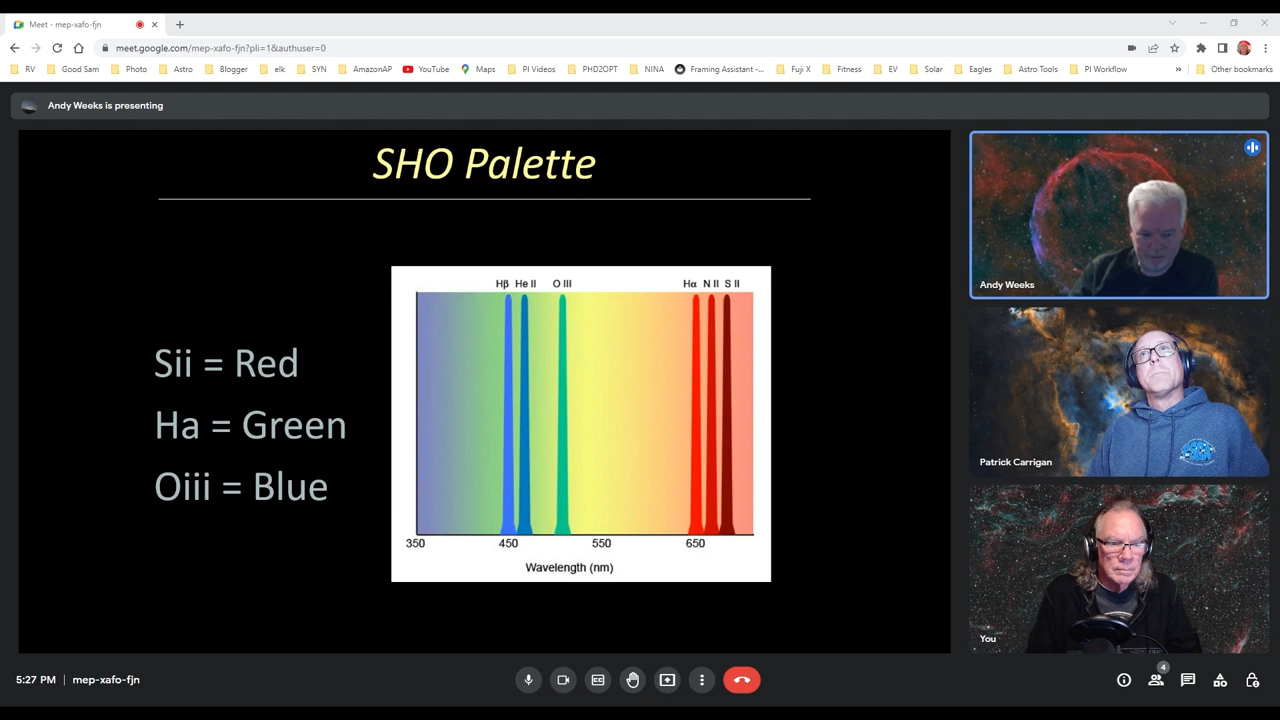 Meet - mep-xafo-fjn
meet.google.com/mep-xafo-fjn?pli=1&authuser=0
RV Good Sam Photo Astro Blogger elk SYN AmazonAP YouTube Maps PI Videos PHD2OPT NINA Framing Assistant -... Fuji X Fitness EV Solar Eagles Astro Tools PI Workflow » Other bookmarks
Andy Weeks is presenting
SHO Palette
Sii = Red
Ha = Green
Oiii = Blue
Hβ He II O III Hα N II S II
350 450 550 650
Wavelength (nm)
Andy Weeks
Patrick Carrigan
You
5:27 PM | mep-xafo-fjn
4